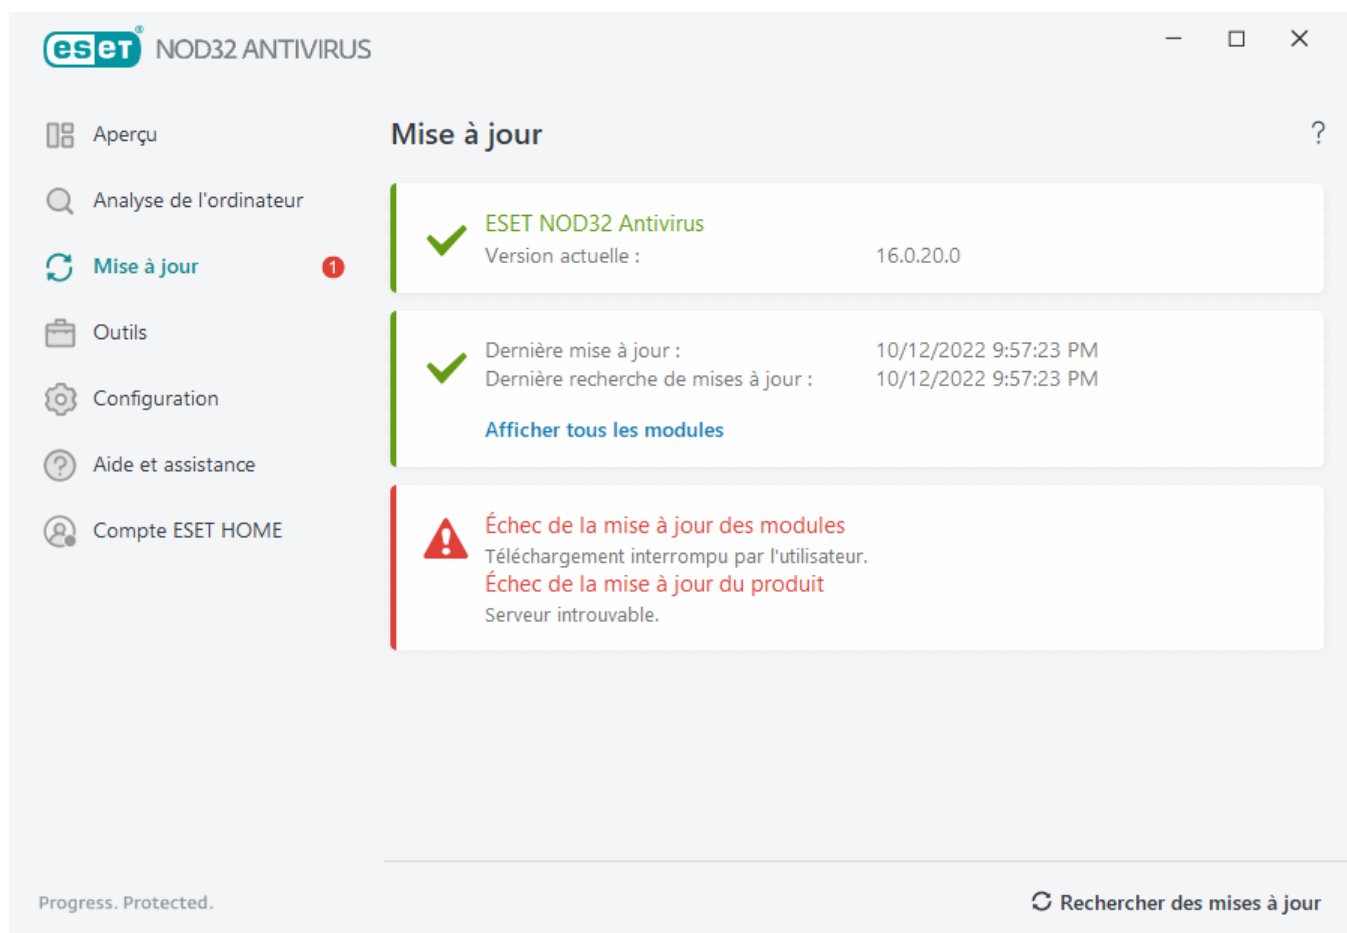 eset® NOD32 ANTIVIRUS
Aperçu
Analyse de l'ordinateur
Mise à jour 1
Outils
Configuration
Aide et assistance
Compte ESET HOME
Mise à jour ?
ESET NOD32 Antivirus
Version actuelle : 16.0.20.0
Dernière mise à jour : 10/12/2022 9:57:23 PM
Dernière recherche de mises à jour : 10/12/2022 9:57:23 PM
Afficher tous les modules
Échec de la mise à jour des modules
Téléchargement interrompu par l'utilisateur.
Échec de la mise à jour du produit
Serveur introuvable.
Progress. Protected.
Rechercher des mises à jour